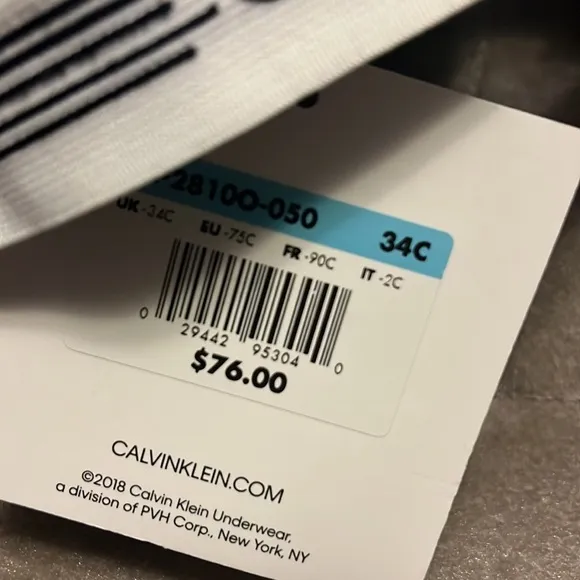 28100-050 34C
UK -34C EU -75C FR -90C IT -2C
0 29442 95304 0
$76.00
CALVINKLEIN.COM
©2018 Calvin Klein Underwear,
a division of PVH Corp., New York, NY